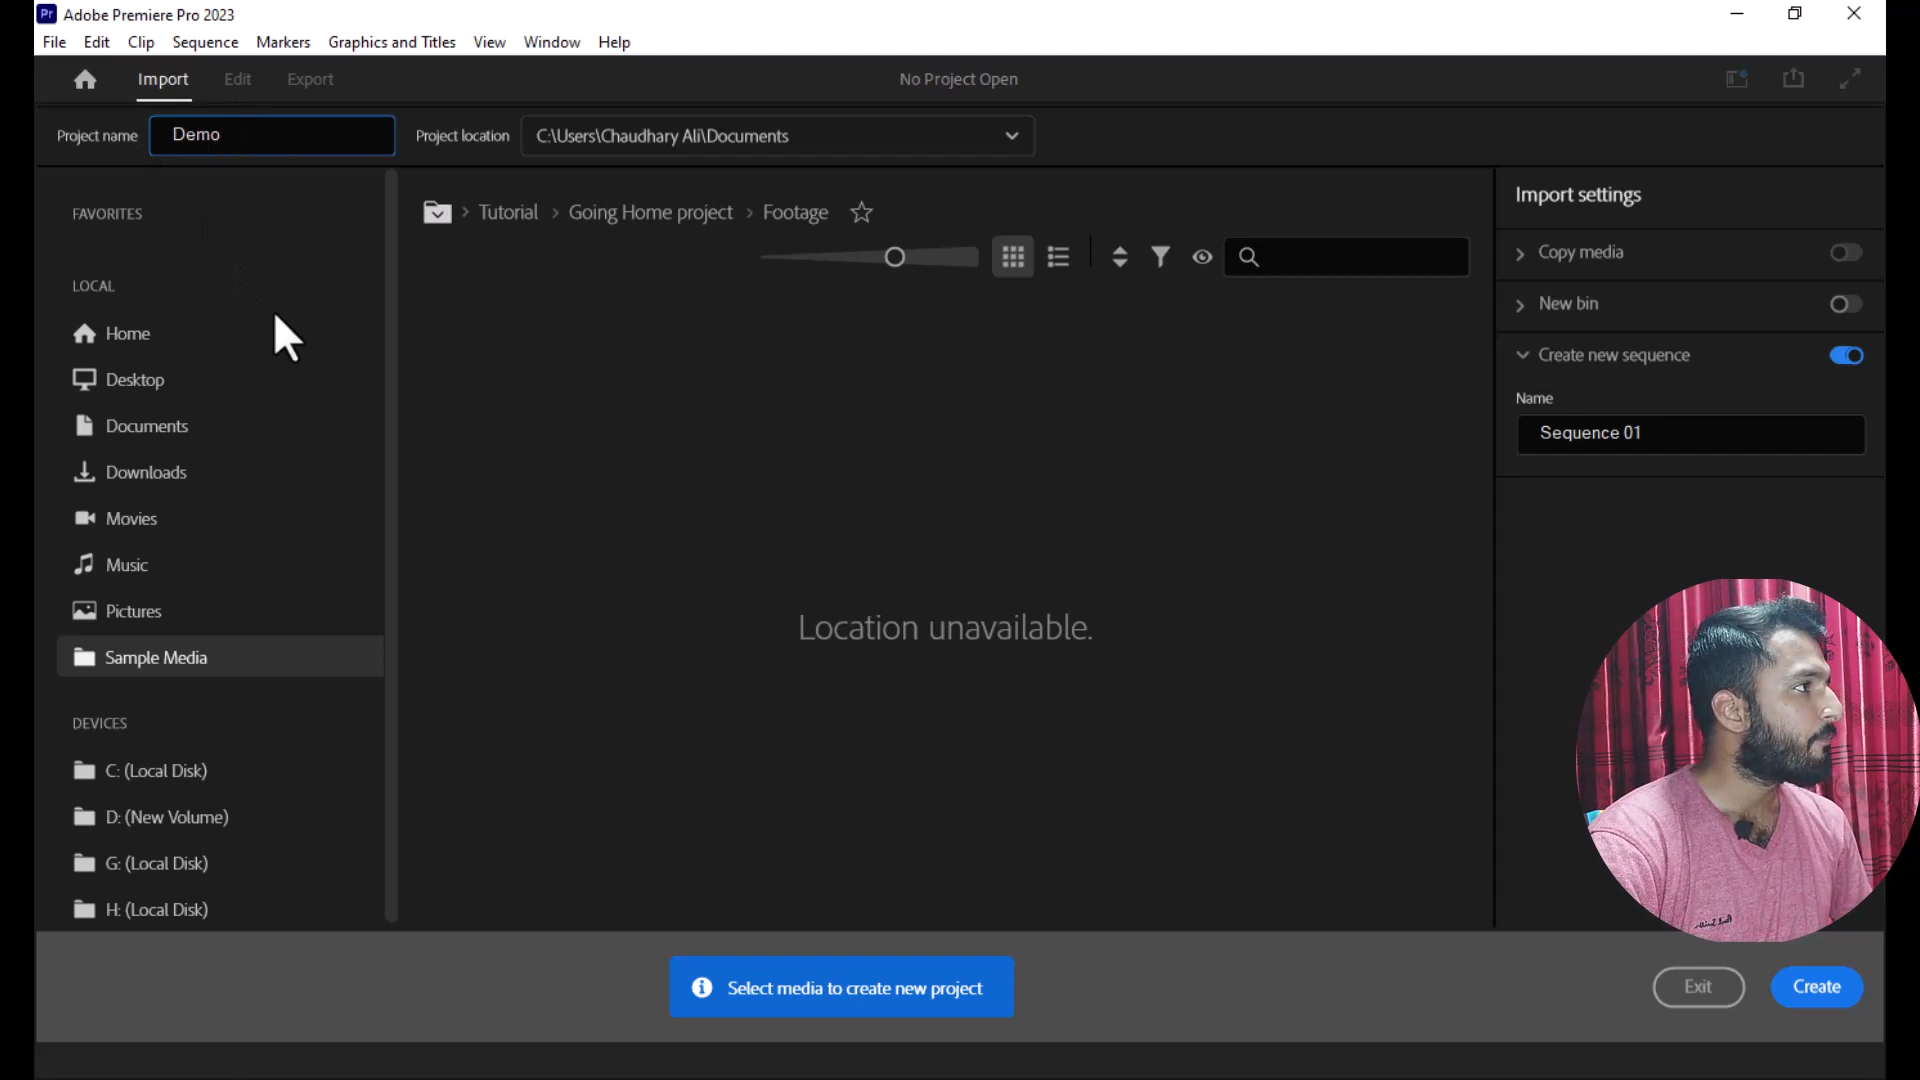 Pr Adobe Premiere Pro 2023
File Edit Clip Sequence Markers Graphics and Titles View Window Help
Import Edit Export No Project Open
Project name Demo Project location C:\Users\Chaudhary Ali\Documents
FAVORITES
LOCAL
Home
Desktop
Documents
Downloads
Movies
Music
Pictures
Sample Media
DEVICES
C: (Local Disk)
D: (New Volume)
G: (Local Disk)
H: (Local Disk)
> Tutorial > Going Home project > Footage
Location unavailable.
Import settings
Copy media
New bin
Create new sequence
Name
Sequence 01
Select media to create new project
Exit Create